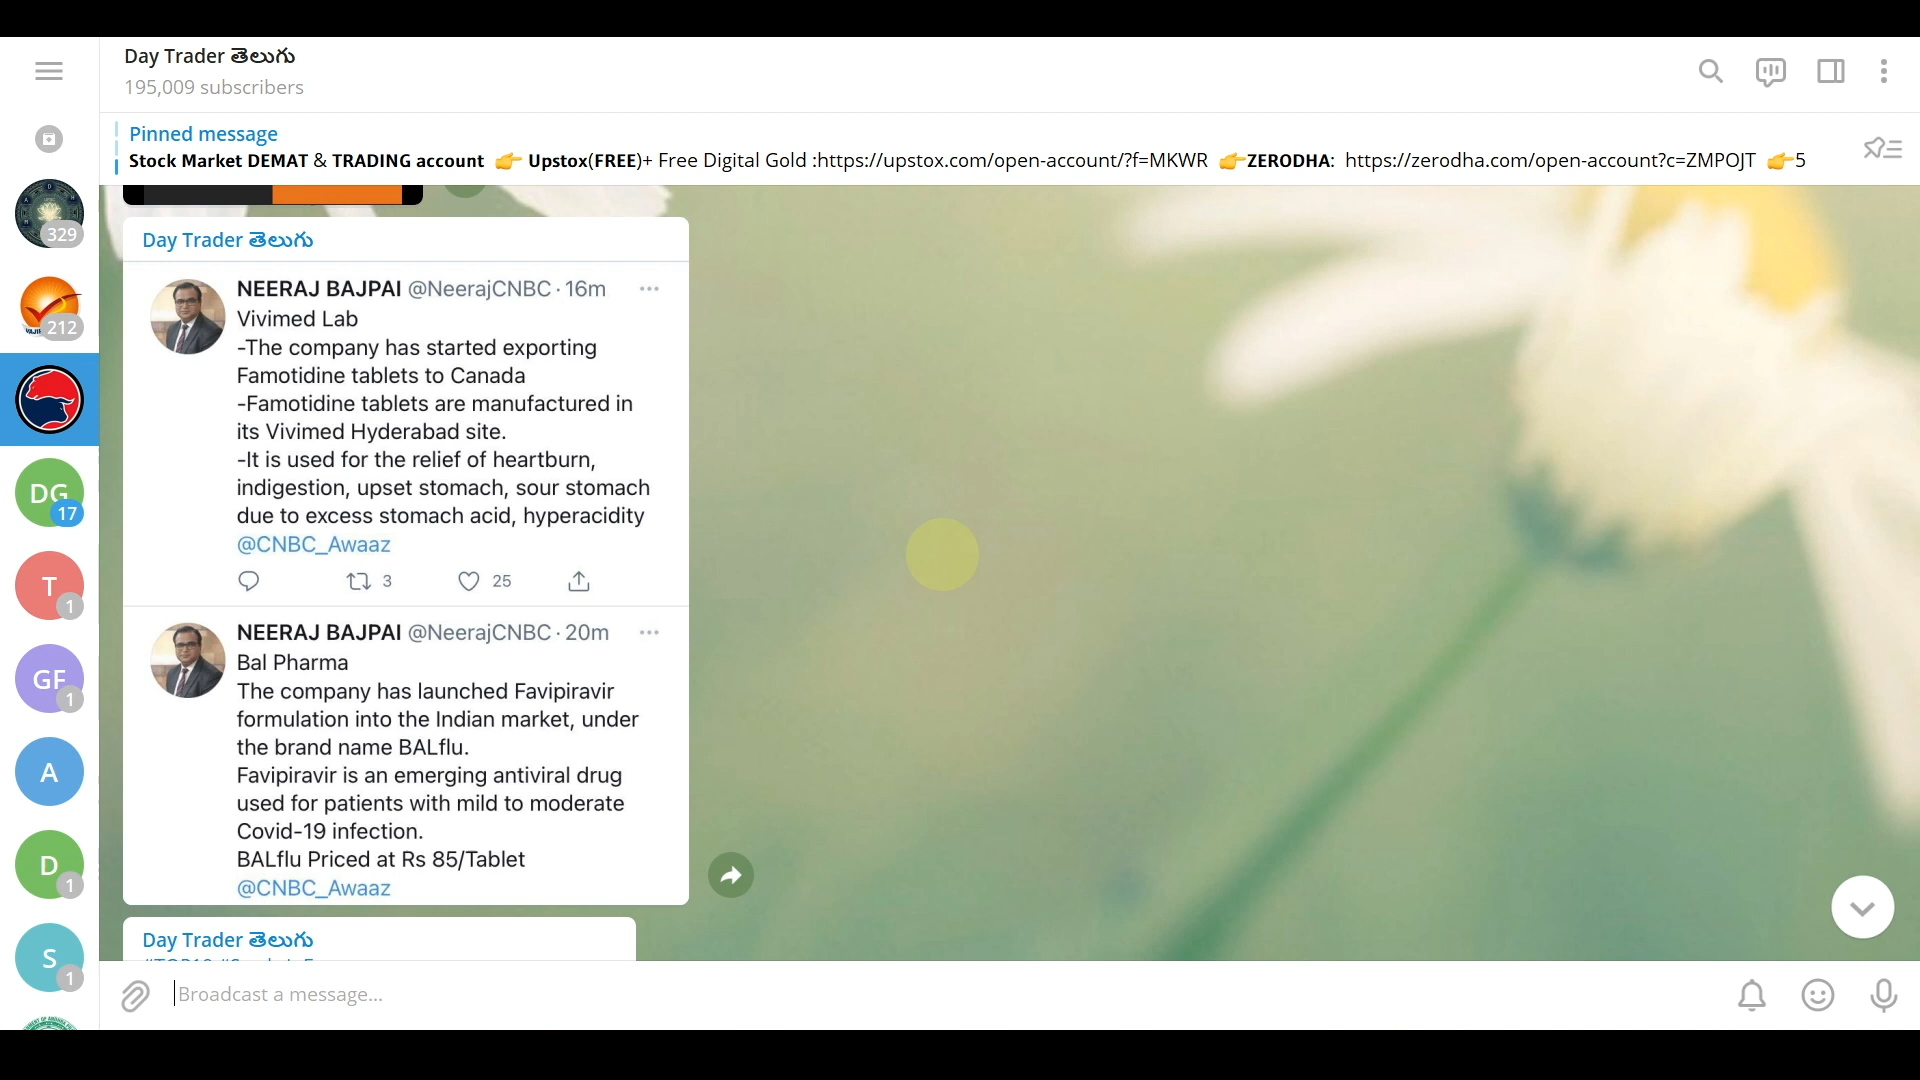 Day Trader తెలుగు
195,009 subscribers
Pinned message
Stock Market DEMAT & TRADING account 👉 Upstox(FREE)+ Free Digital Gold :https://upstox.com/open-account/?f=MKWR 👉ZERODHA: https://zerodha.com/open-account?c=ZMPOJT 👉5
329
212
DG
17
T
1
GF
1
A
D
1
S
1
Day Trader తెలుగు
NEERAJ BAJPAI @NeerajCNBC · 16m
Vivimed Lab
-The company has started exporting
Famotidine tablets to Canada
-Famotidine tablets are manufactured in
its Vivimed Hyderabad site.
-It is used for the relief of heartburn,
indigestion, upset stomach, sour stomach
due to excess stomach acid, hyperacidity
@CNBC_Awaaz
3 25
NEERAJ BAJPAI @NeerajCNBC · 20m
Bal Pharma
The company has launched Favipiravir
formulation into the Indian market, under
the brand name BALflu.
Favipiravir is an emerging antiviral drug
used for patients with mild to moderate
Covid-19 infection.
BALflu Priced at Rs 85/Tablet
@CNBC_Awaaz
Day Trader తెలుగు
Broadcast a message...